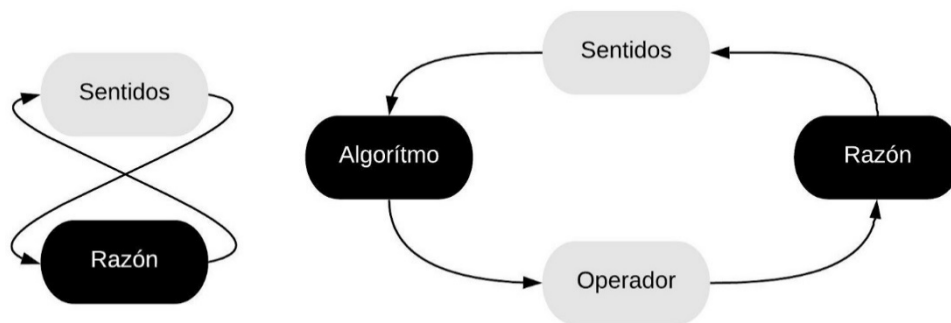 Sentidos
Razón
Sentidos
Algorítmo
Razón
Operador